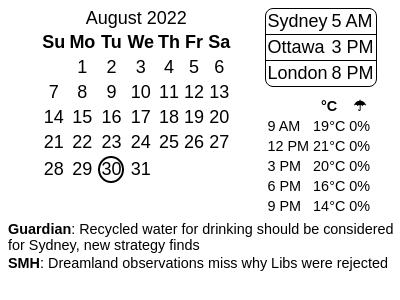 August 2022
Su Mo Tu We Th Fr Sa
1 2 3 4 5 6
7 8 9 10 11 12 13
14 15 16 17 18 19 20
21 22 23 24 25 26 27
28 29 30 31
Sydney 5 AM
Ottawa 3 PM
London 8 PM
°C ☂
9 AM 19°C 0%
12 PM 21°C 0%
3 PM 20°C 0%
6 PM 16°C 0%
9 PM 14°C 0%
Guardian: Recycled water for drinking should be considered
for Sydney, new strategy finds
SMH: Dreamland observations miss why Libs were rejected